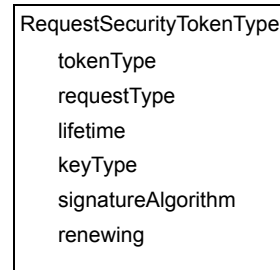 RequestSecurityTokenType
tokenType
requestType
lifetime
keyType
signatureAlgorithm
renewing